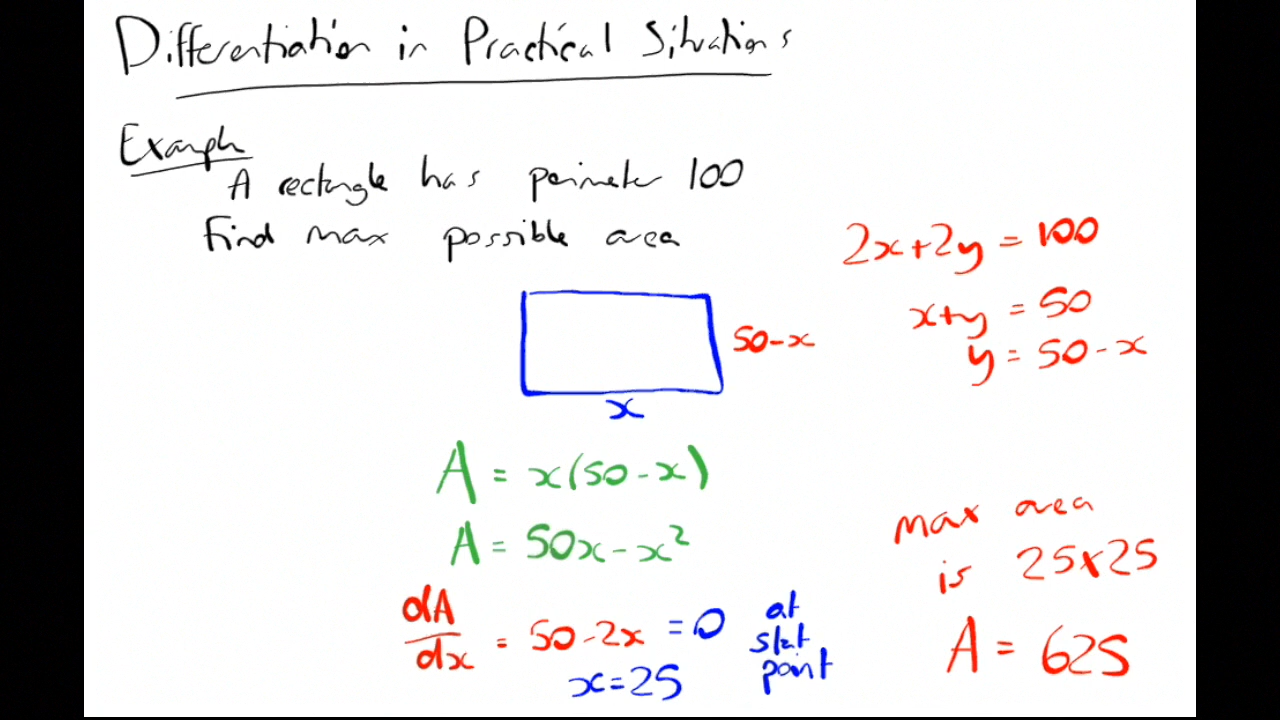 Differentiation in Practical Situations
Example
A rectangle has perimeter 100
Find max possible area
2x+2y = 100
x+y = 50
y = 50-x
50-x
x
A = x(50-x)
A = 50x-x²
dA/dx = 50-2x = 0 at stat point
x=25
max area
is 25x25
A = 625